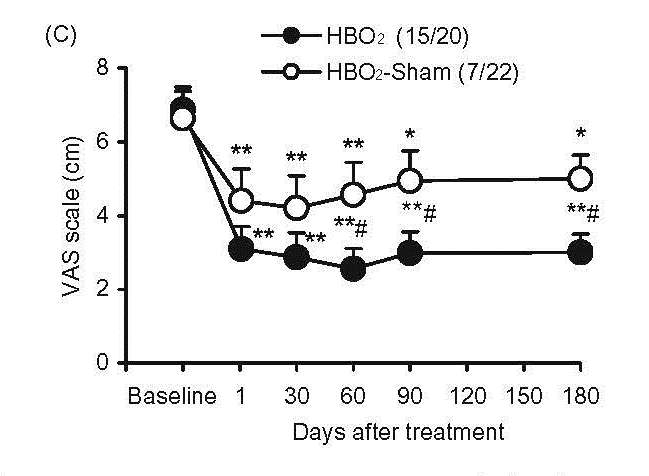 (C)
HBO₂ (15/20)
HBO₂-Sham (7/22)
VAS scale (cm)
8
6
4
2
0
** ** ** * *
**# **# **#
** **
Baseline 1 30 60 90 120 150 180
Days after treatment